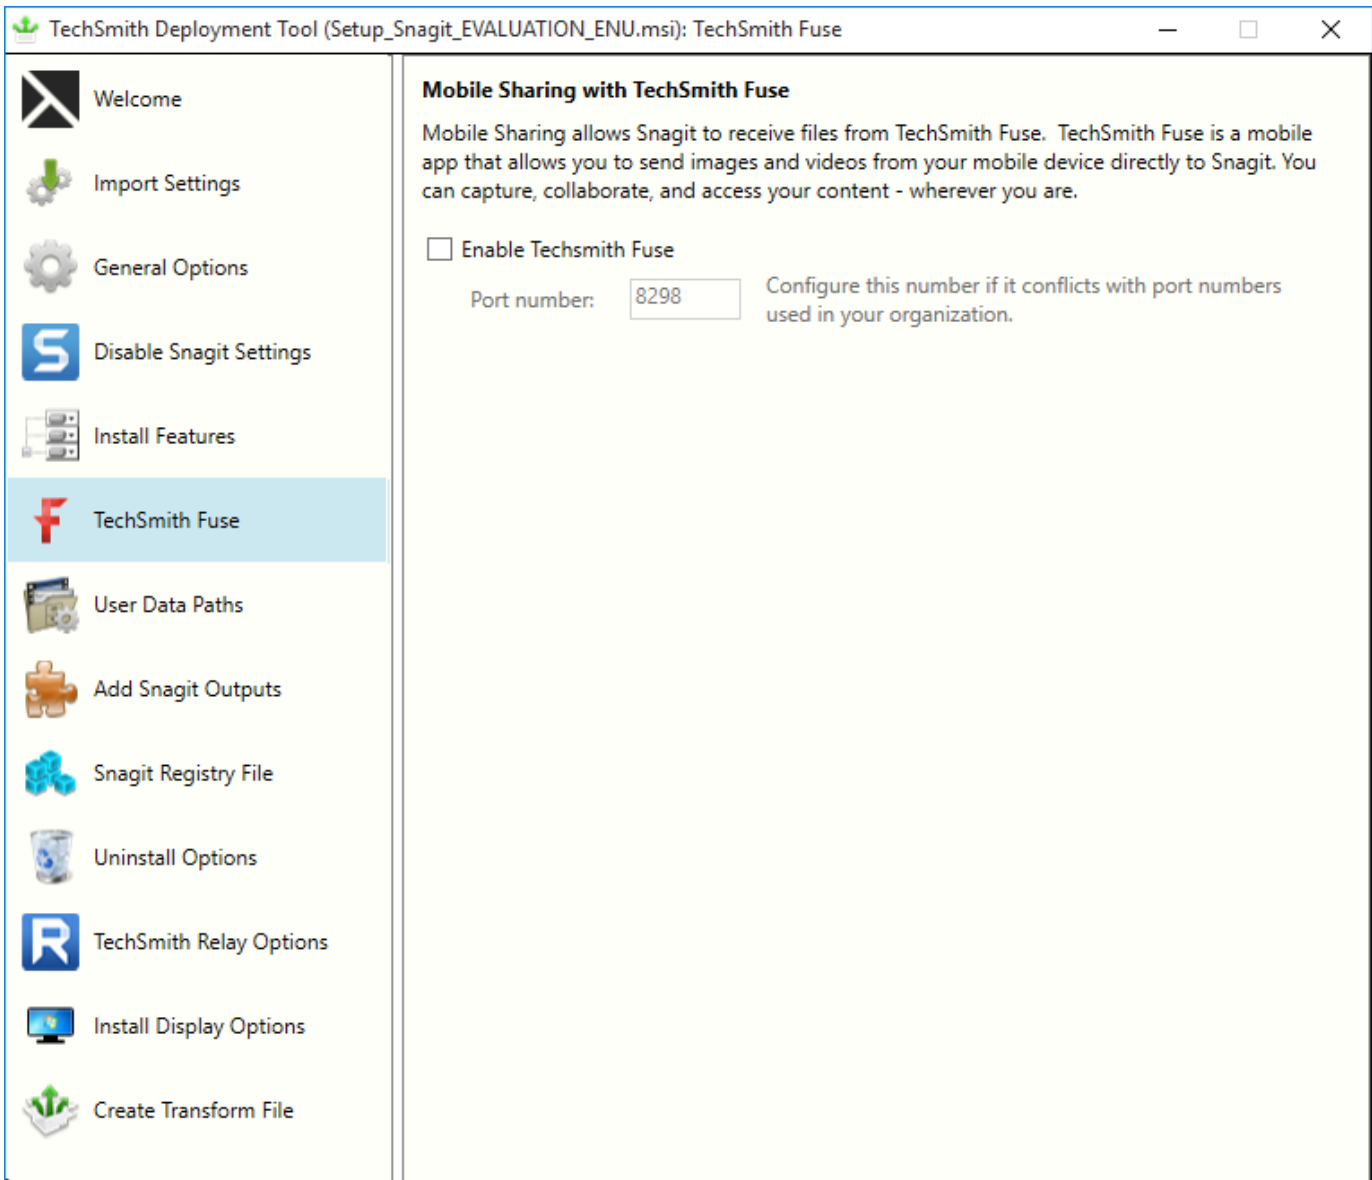 TechSmith Deployment Tool (Setup_Snagit_EVALUATION_ENU.msi): TechSmith Fuse
Welcome
Import Settings
General Options
Disable Snagit Settings
Install Features
TechSmith Fuse
User Data Paths
Add Snagit Outputs
Snagit Registry File
Uninstall Options
TechSmith Relay Options
Install Display Options
Create Transform File
Mobile Sharing with TechSmith Fuse
Mobile Sharing allows Snagit to receive files from TechSmith Fuse.  TechSmith Fuse is a mobile
app that allows you to send images and videos from your mobile device directly to Snagit. You
can capture, collaborate, and access your content - wherever you are.
Enable Techsmith Fuse
Port number: 8298
Configure this number if it conflicts with port numbers
used in your organization.